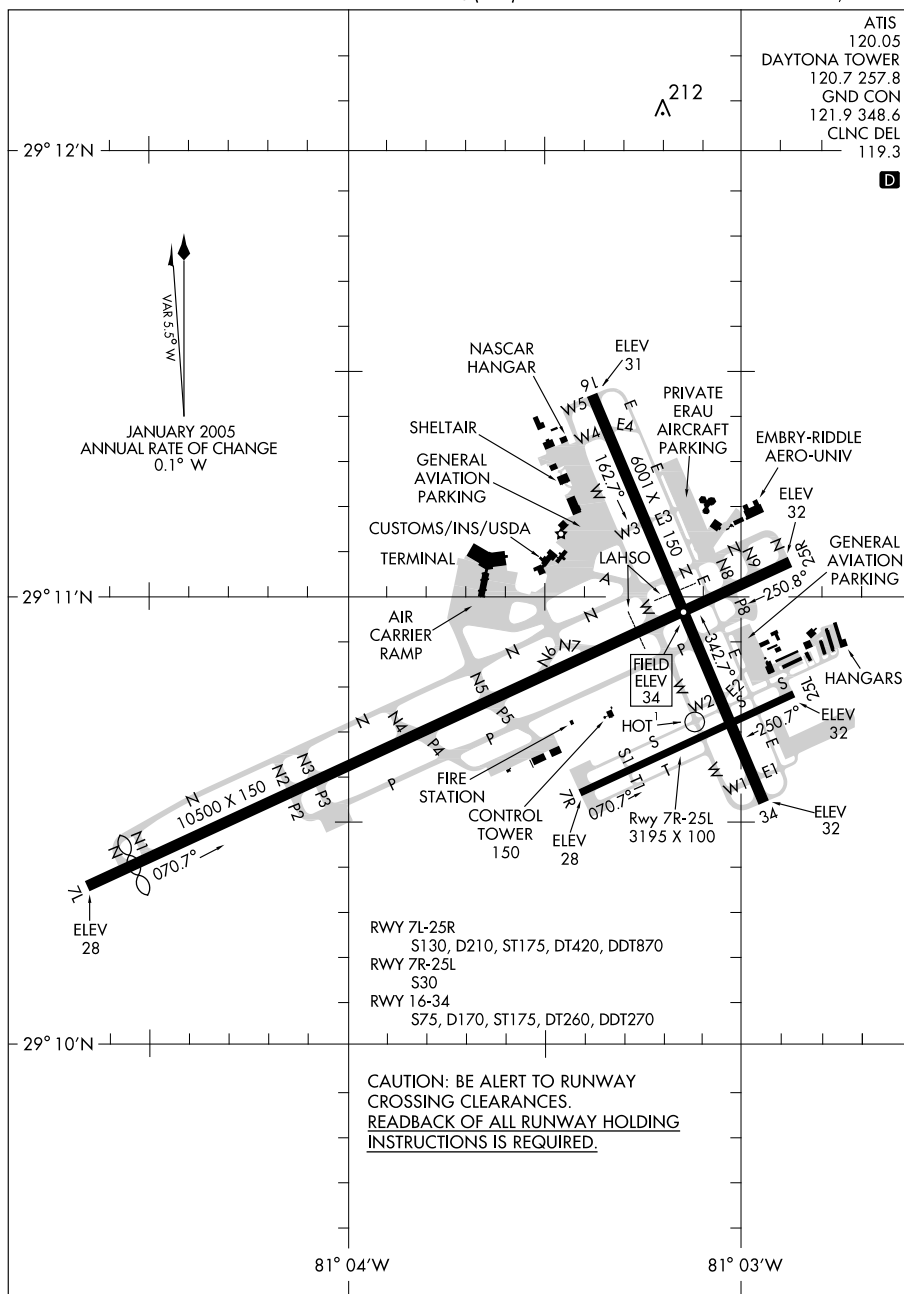 ATIS
120.05
DAYTONA TOWER
120.7 257.8
GND CON
121.9 348.6
CLNC DEL
119.3
D
212
29° 12'N
VAR 5.5° W
JANUARY 2005
ANNUAL RATE OF CHANGE
0.1° W
NASCAR
HANGAR
ELEV
31
16
W5
E
W4
E4
PRIVATE
ERAU
AIRCRAFT
PARKING
SHELTAIR
GENERAL
AVIATION
PARKING
EMBRY-RIDDLE
AERO-UNIV
ELEV
32
162.7°
6001 X 150
E
W
W3
E3
CUSTOMS/INS/USDA
TERMINAL
LAHSO
N
E
N8
N
N9
N
25R
GENERAL
AVIATION
PARKING
29° 11'N
A
W
P8
250.8°
AIR
CARRIER
RAMP
N
N
N7
N6
FIELD
ELEV
34
P
342.7°
E
HANGARS
N5
P5
W
W2
E2
S
S
25L
HOT 1
ELEV
32
N
N4
P4
P
S
250.7°
E
N3
N2
P
FIRE
STATION
S1
T1
T
W
W1
E1
N
10500 X 150
P3
P2
CONTROL
TOWER
150
7R
070.7°
ELEV
28
Rwy 7R-25L
3195 X 100
34
ELEV
32
N
N1
070.7°
7L
ELEV
28
RWY 7L-25R
S130, D210, ST175, DT420, DDT870
RWY 7R-25L
S30
RWY 16-34
S75, D170, ST175, DT260, DDT270
29° 10'N
CAUTION: BE ALERT TO RUNWAY
CROSSING CLEARANCES.
READBACK OF ALL RUNWAY HOLDING
INSTRUCTIONS IS REQUIRED.
81° 04'W
81° 03'W